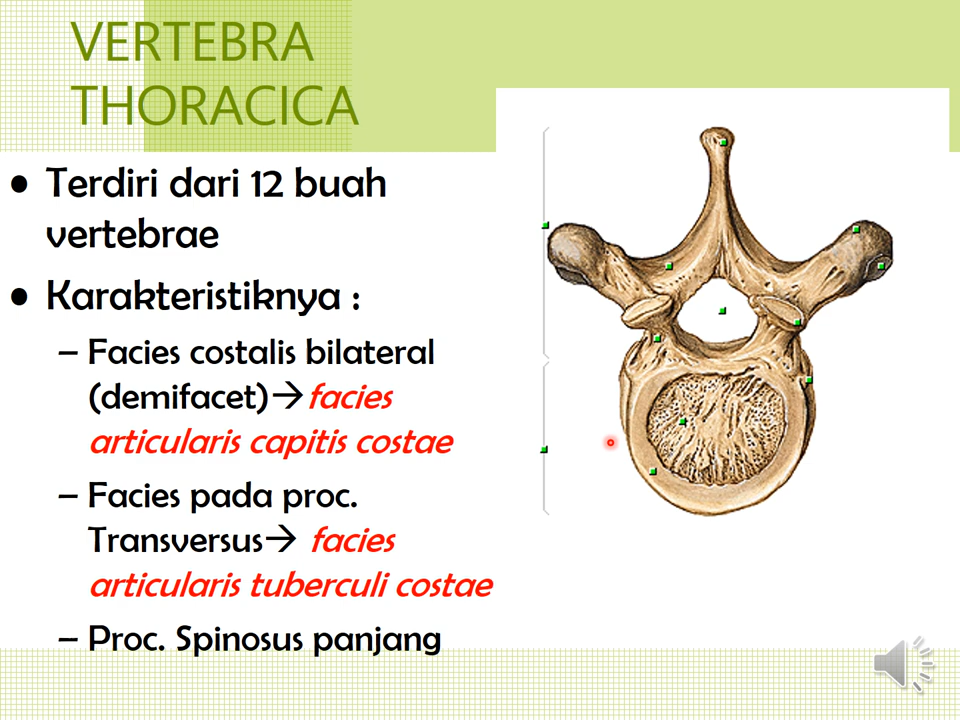 VERTEBRA
THORACICA
• Terdiri dari 12 buah
vertebrae
• Karakteristiknya :
– Facies costalis bilateral
(demifacet)→facies
articularis capitis costae
– Facies pada proc.
Transversus→ facies
articularis tuberculi costae
– Proc. Spinosus panjang